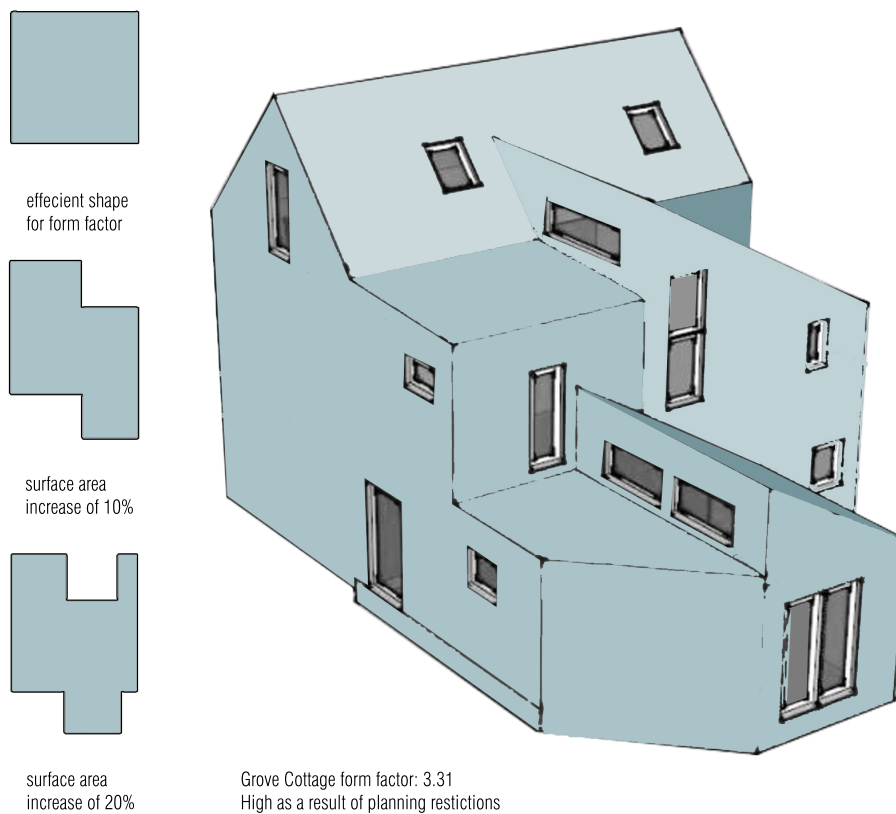 effecient shape
for form factor
surface area
increase of 10%
surface area
increase of 20%
Grove Cottage form factor: 3.31
High as a result of planning restictions